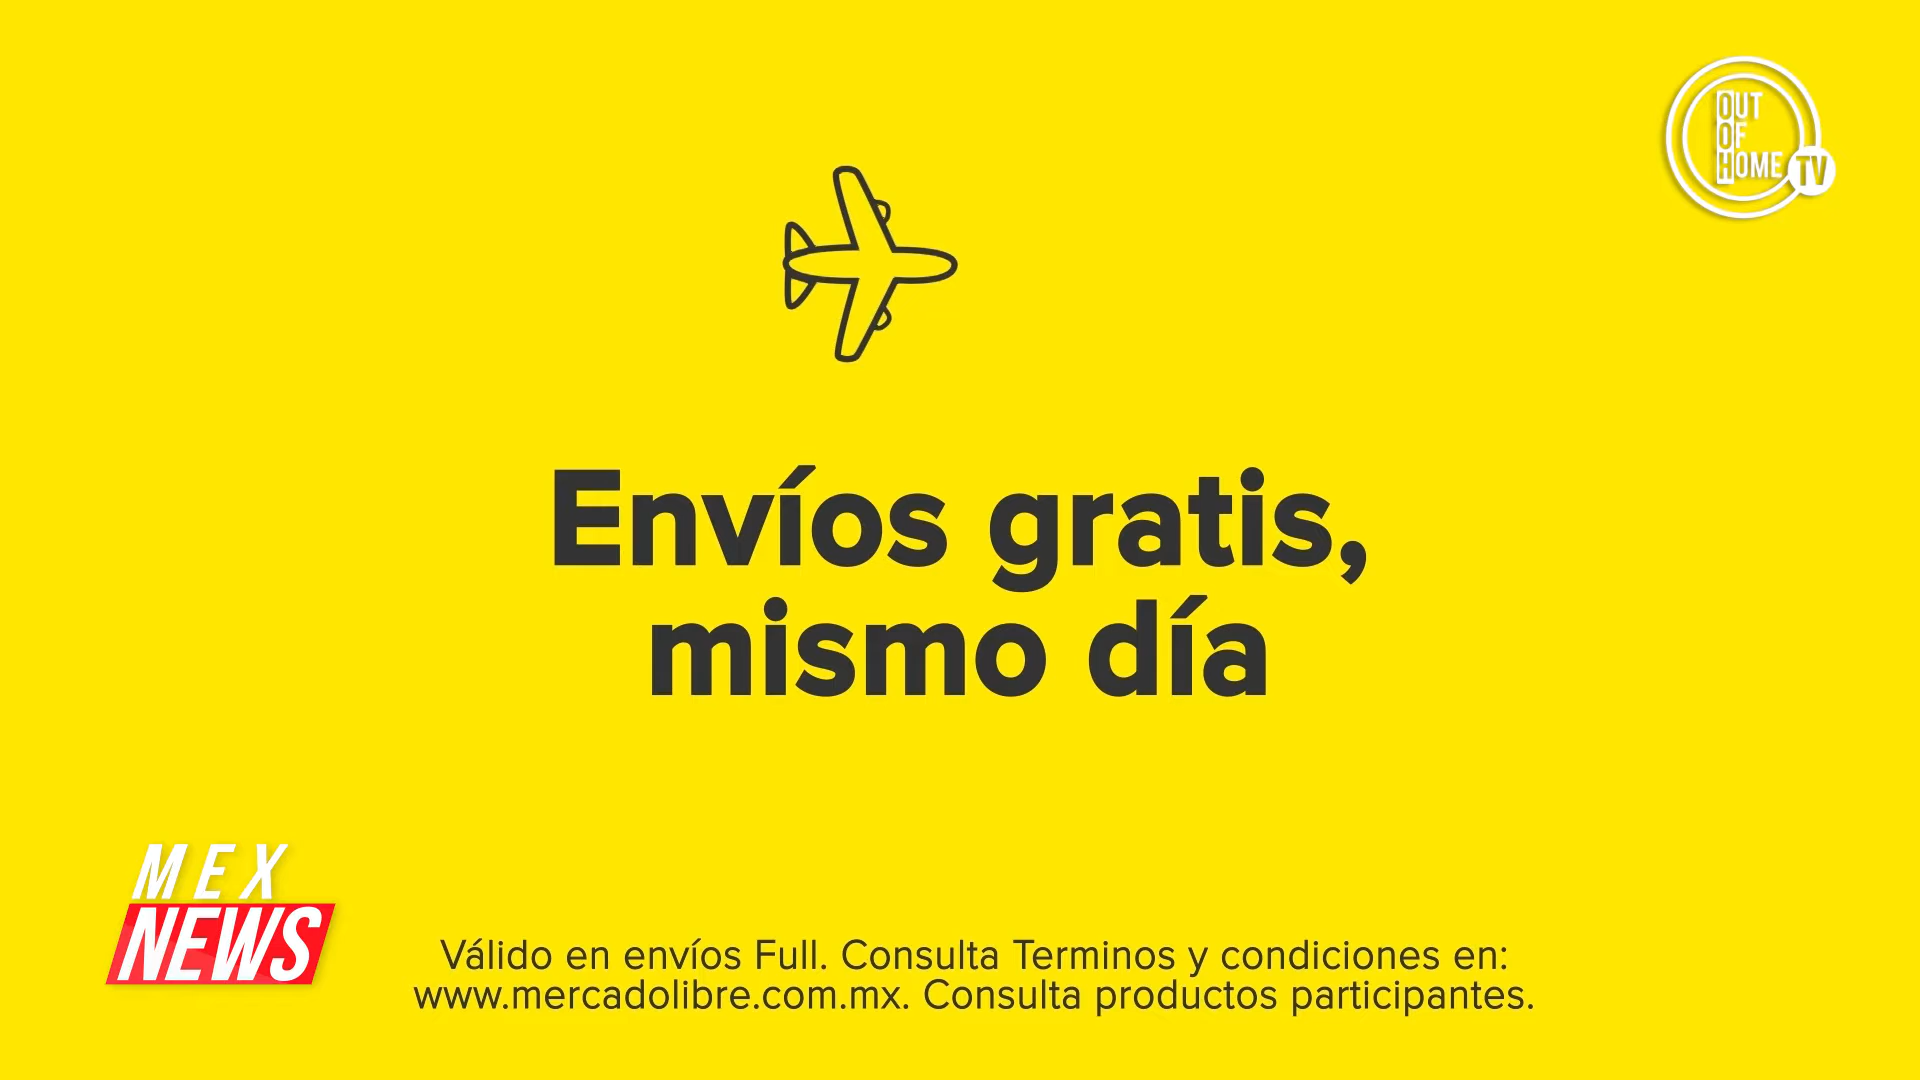 OUT
OF
HOME TV
Envíos gratis,
mismo día
MEX
NEWS
Válido en envíos Full. Consulta Terminos y condiciones en:
www.mercadolibre.com.mx. Consulta productos participantes.